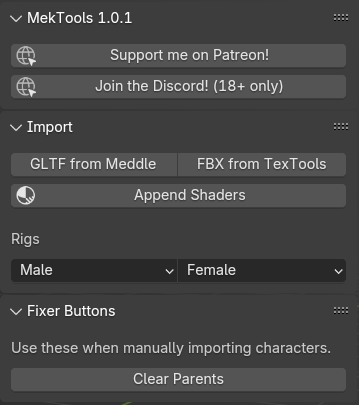 MekTools 1.0.1
Support me on Patreon!
Join the Discord! (18+ only)
Import
GLTF from Meddle FBX from TexTools
Append Shaders
Rigs
Male Female
Fixer Buttons
Use these when manually importing characters.
Clear Parents